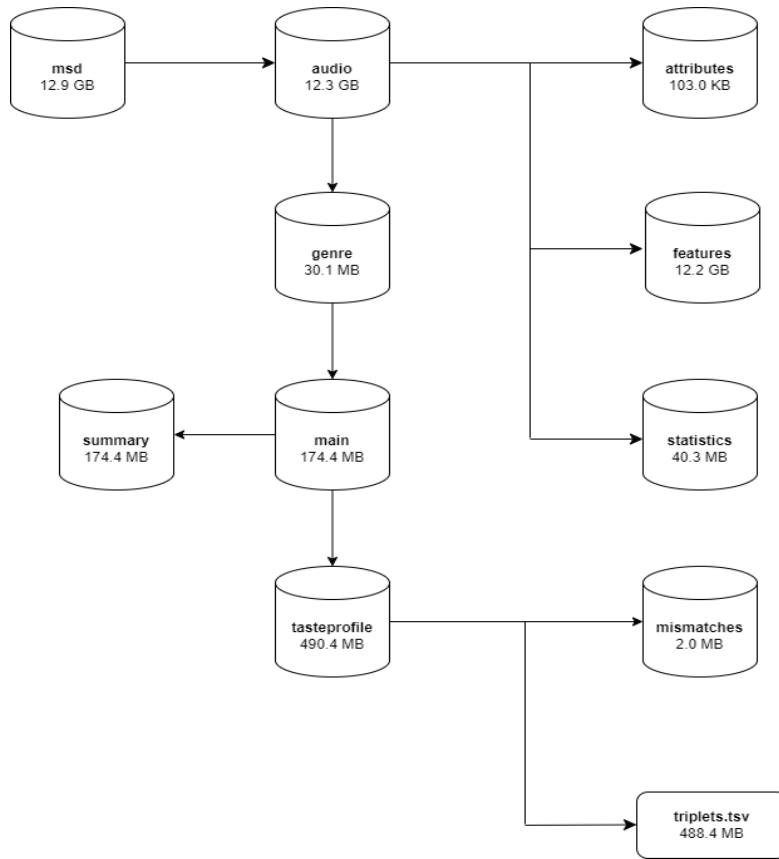 msd
12.9 GB
audio
12.3 GB
attributes
103.0 KB
genre
30.1 MB
features
12.2 GB
summary
174.4 MB
main
174.4 MB
statistics
40.3 MB
tasteprofile
490.4 MB
mismatches
2.0 MB
triplets.tsv
488.4 MB